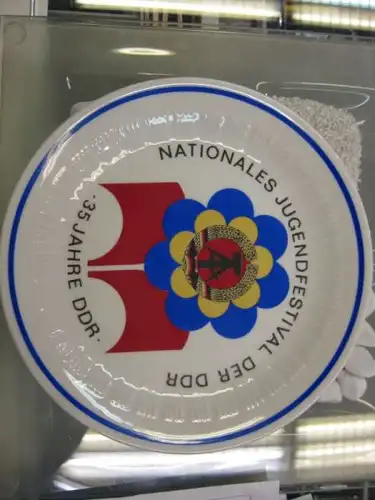 NATIONALES JUGENDFESTIVAL DER DDR
·35 JAHRE DDR·